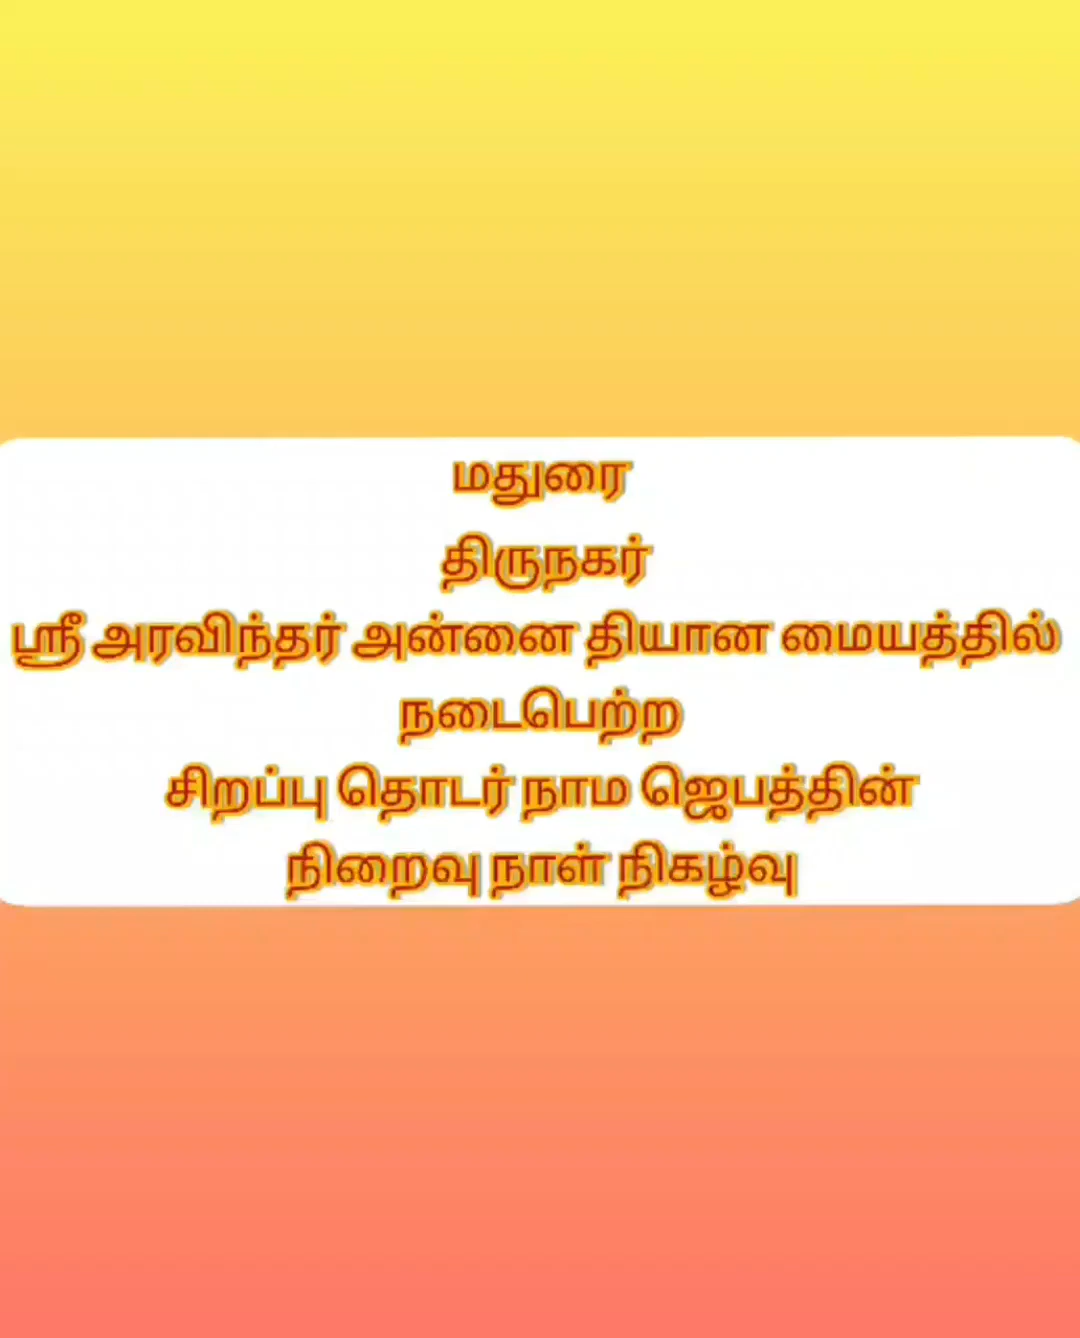 மதுரை
திருநகர்
ஸ்ரீ அரவிந்தர் அன்னை தியான மையத்தில்
நடைபெற்ற
சிறப்பு தொடர் நாம ஜெபத்தின்
நிறைவு நாள் நிகழ்வு